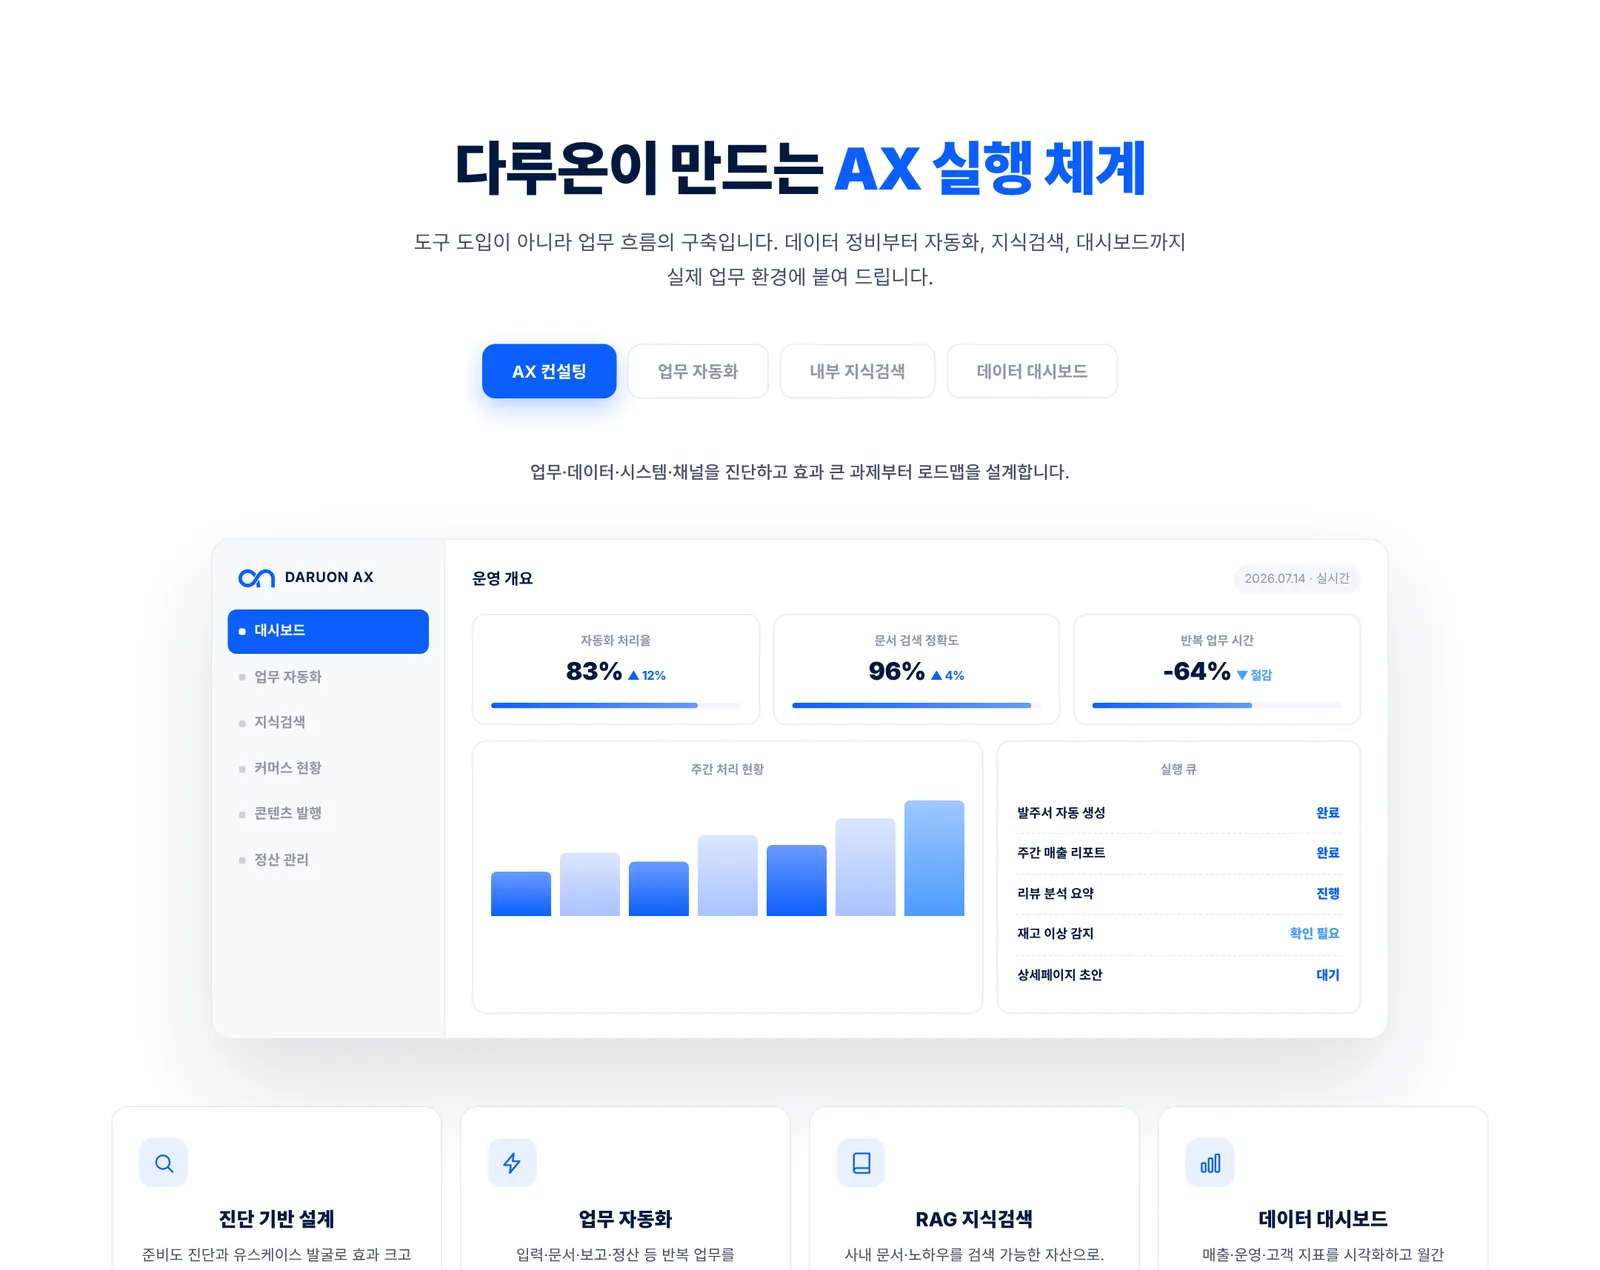 다루온이 만드는 AX 실행 체계
도구 도입이 아니라 업무 흐름의 구축입니다. 데이터 정비부터 자동화, 지식검색, 대시보드까지
실제 업무 환경에 붙여 드립니다.
AX 컨설팅
업무 자동화
내부 지식검색
데이터 대시보드
업무·데이터·시스템·채널을 진단하고 효과 큰 과제부터 로드맵을 설계합니다.
DARUON AX
대시보드
업무 자동화
지식검색
커머스 현황
콘텐츠 발행
정산 관리
운영 개요
2026.07.14 · 실시간
자동화 처리율
83% ▲ 12%
문서 검색 정확도
96% ▲ 4%
반복 업무 시간
-64% ▼ 절감
주간 처리 현황
실행 큐
발주서 자동 생성 완료
주간 매출 리포트 완료
리뷰 분석 요약 진행
재고 이상 감지 확인 필요
상세페이지 초안 대기
진단 기반 설계
준비도 진단과 유스케이스 발굴로 효과 크고
업무 자동화
입력·문서·보고·정산 등 반복 업무를
RAG 지식검색
사내 문서·노하우를 검색 가능한 자산으로.
데이터 대시보드
매출·운영·고객 지표를 시각화하고 월간